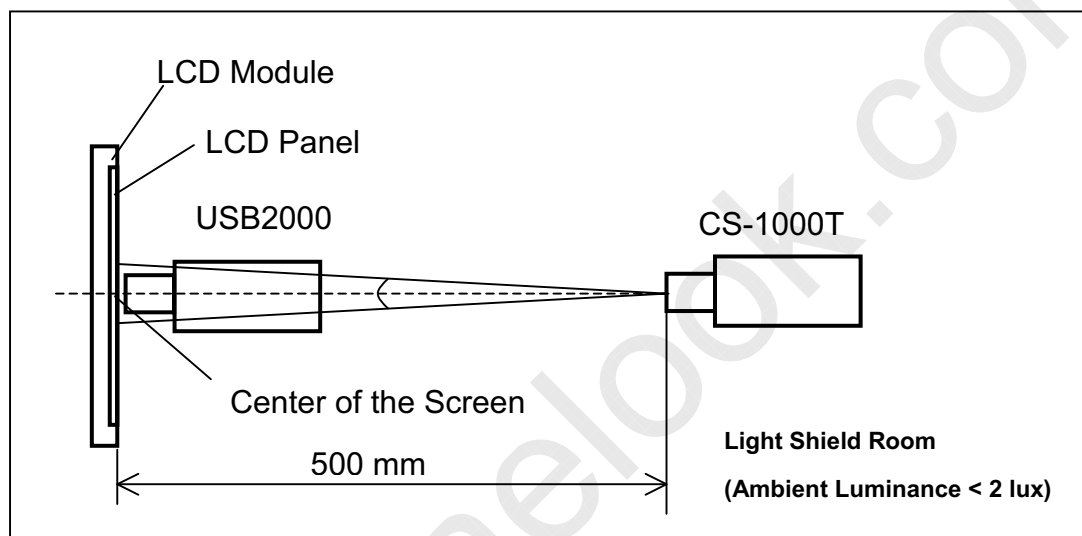 LCD Module
LCD Panel
USB2000
CS-1000T
Center of the Screen
500 mm
Light Shield Room
(Ambient Luminance < 2 lux)